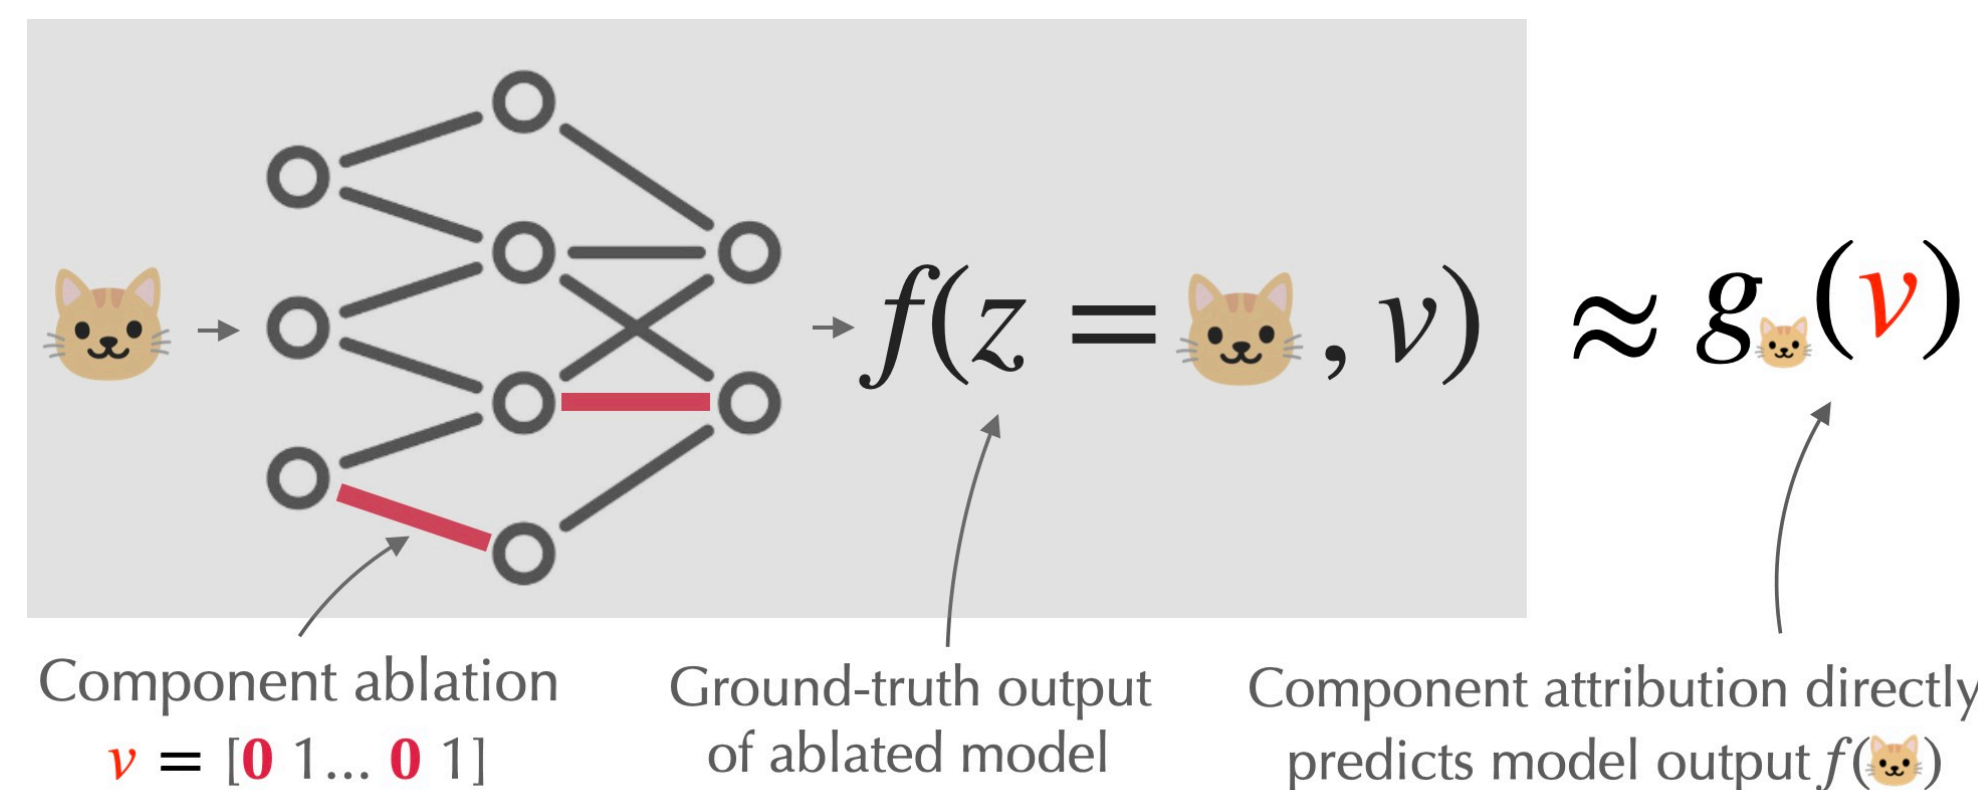 f(z = 🐱, v) ≈ g🐱(v)
Component ablation
v = [0 1... 0 1]
Ground-truth output
of ablated model
Component attribution directly
predicts model output f(🐱)